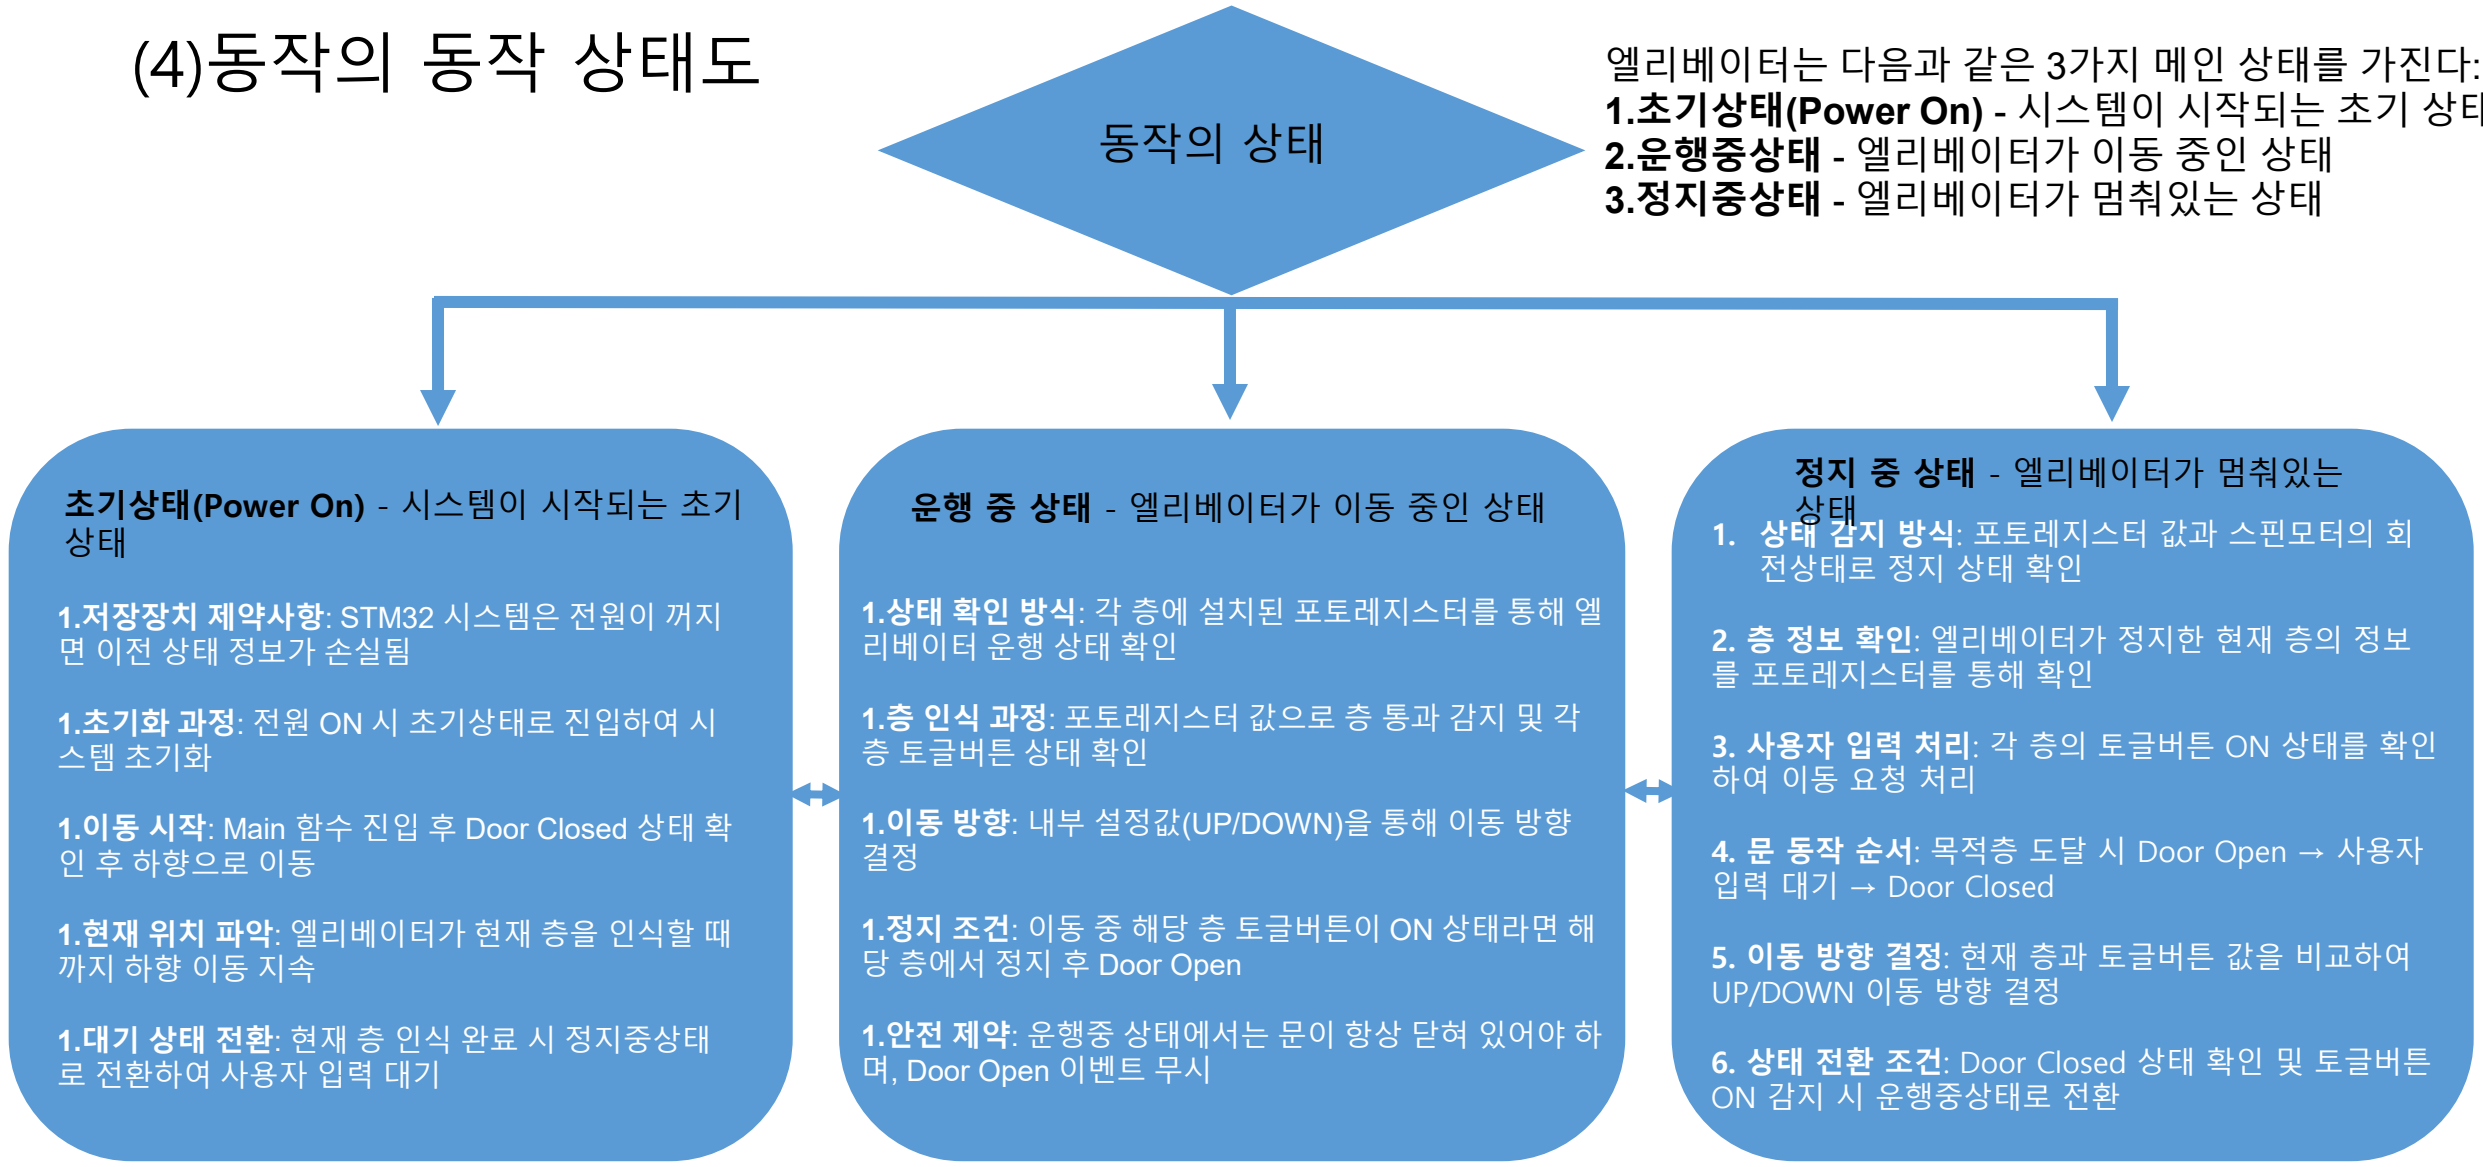 (4)동작의 동작 상태도
동작의 상태
엘리베이터는 다음과 같은 3가지 메인 상태를 가진다:
1.초기상태(Power On) - 시스템이 시작되는 초기 상태
2.운행중상태 - 엘리베이터가 이동 중인 상태
3.정지중상태 - 엘리베이터가 멈춰있는 상태
초기상태(Power On) - 시스템이 시작되는 초기
상태
1.저장장치 제약사항: STM32 시스템은 전원이 꺼지
면 이전 상태 정보가 손실됨
1.초기화 과정: 전원 ON 시 초기상태로 진입하여 시
스템 초기화
1.이동 시작: Main 함수 진입 후 Door Closed 상태 확
인 후 하향으로 이동
1.현재 위치 파악: 엘리베이터가 현재 층을 인식할 때
까지 하향 이동 지속
1.대기 상태 전환: 현재 층 인식 완료 시 정지중상태
로 전환하여 사용자 입력 대기
운행 중 상태 - 엘리베이터가 이동 중인 상태
1.상태 확인 방식: 각 층에 설치된 포토레지스터를 통해 엘
리베이터 운행 상태 확인
1.층 인식 과정: 포토레지스터 값으로 층 통과 감지 및 각
층 토글버튼 상태 확인
1.이동 방향: 내부 설정값(UP/DOWN)을 통해 이동 방향
결정
1.정지 조건: 이동 중 해당 층 토글버튼이 ON 상태라면 해
당 층에서 정지 후 Door Open
1.안전 제약: 운행중 상태에서는 문이 항상 닫혀 있어야 하
며, Door Open 이벤트 무시
정지 중 상태 - 엘리베이터가 멈춰있는
상태
1. 상태 감지 방식: 포토레지스터 값과 스핀모터의 회
전상태로 정지 상태 확인
2. 층 정보 확인: 엘리베이터가 정지한 현재 층의 정보
를 포토레지스터를 통해 확인
3. 사용자 입력 처리: 각 층의 토글버튼 ON 상태를 확인
하여 이동 요청 처리
4. 문 동작 순서: 목적층 도달 시 Door Open → 사용자
입력 대기 → Door Closed
5. 이동 방향 결정: 현재 층과 토글버튼 값을 비교하여
UP/DOWN 이동 방향 결정
6. 상태 전환 조건: Door Closed 상태 확인 및 토글버튼
ON 감지 시 운행중상태로 전환